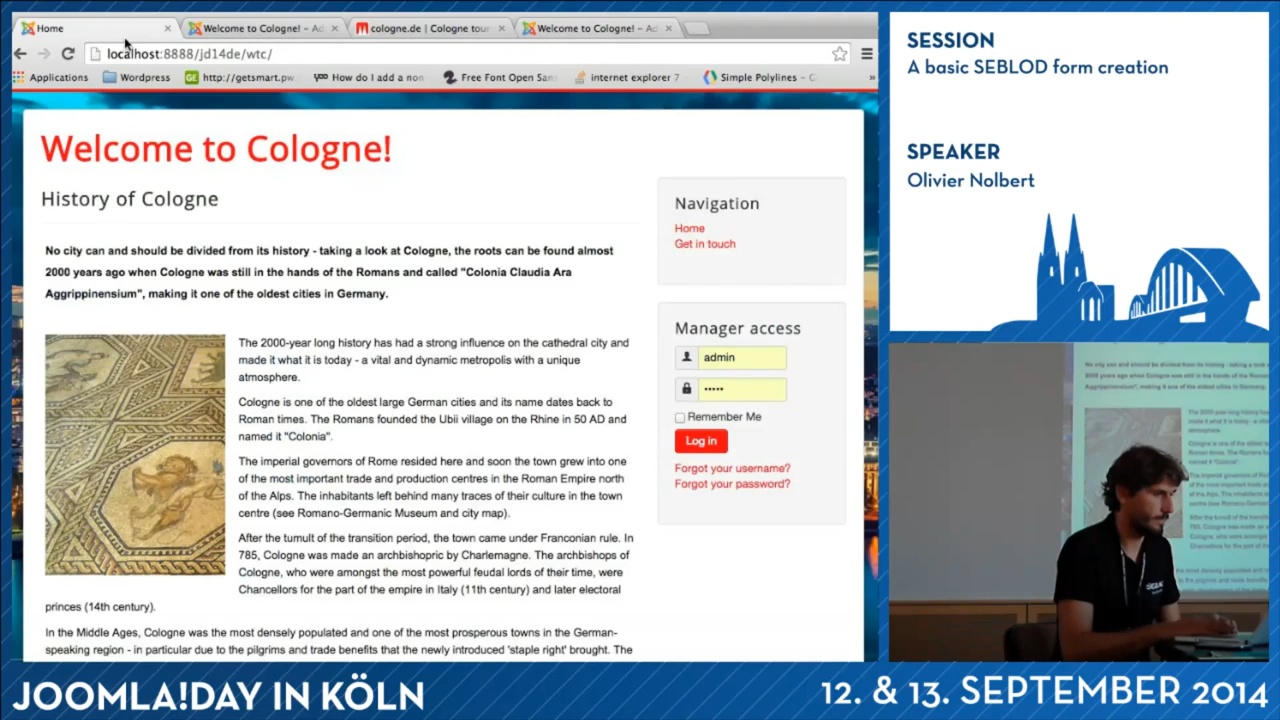 Home
Welcome to Cologne! - Ad
cologne.de | Cologne tour
Welcome to Cologne! - Ad
localhost:8888/jd14de/wtc/
Applications
Wordpress
http://getsmart.pw
How do I add a non
Free Font Open San
internet explorer 7
Simple Polylines -
Welcome to Cologne!
History of Cologne
No city can and should be divided from its history - taking a look at Cologne, the roots can be found almost
2000 years ago when Cologne was still in the hands of the Romans and called "Colonia Claudia Ara
Aggrippinensium", making it one of the oldest cities in Germany.
The 2000-year long history has had a strong influence on the cathedral city and
made it what it is today - a vital and dynamic metropolis with a unique
atmosphere.
Cologne is one of the oldest large German cities and its name dates back to
Roman times. The Romans founded the Ubii village on the Rhine in 50 AD and
named it "Colonia".
The imperial governors of Rome resided here and soon the town grew into one
of the most important trade and production centres in the Roman Empire north
of the Alps. The inhabitants left behind many traces of their culture in the town
centre (see Romano-Germanic Museum and city map).
After the tumult of the transition period, the town came under Franconian rule. In
785, Cologne was made an archbishopric by Charlemagne. The archbishops of
Cologne, who were amongst the most powerful feudal lords of their time, were
Chancellors for the part of the empire in Italy (11th century) and later electoral
princes (14th century).
In the Middle Ages, Cologne was the most densely populated and one of the most prosperous towns in the German-
speaking region - in particular due to the pilgrims and trade benefits that the newly introduced 'staple right' brought. The
Navigation
Home
Get in touch
Manager access
admin
•••••
Remember Me
Log in
Forgot your username?
Forgot your password?
SESSION
A basic SEBLOD form creation
SPEAKER
Olivier Nolbert
JOOMLA!DAY IN KÖLN
12. & 13. SEPTEMBER 2014